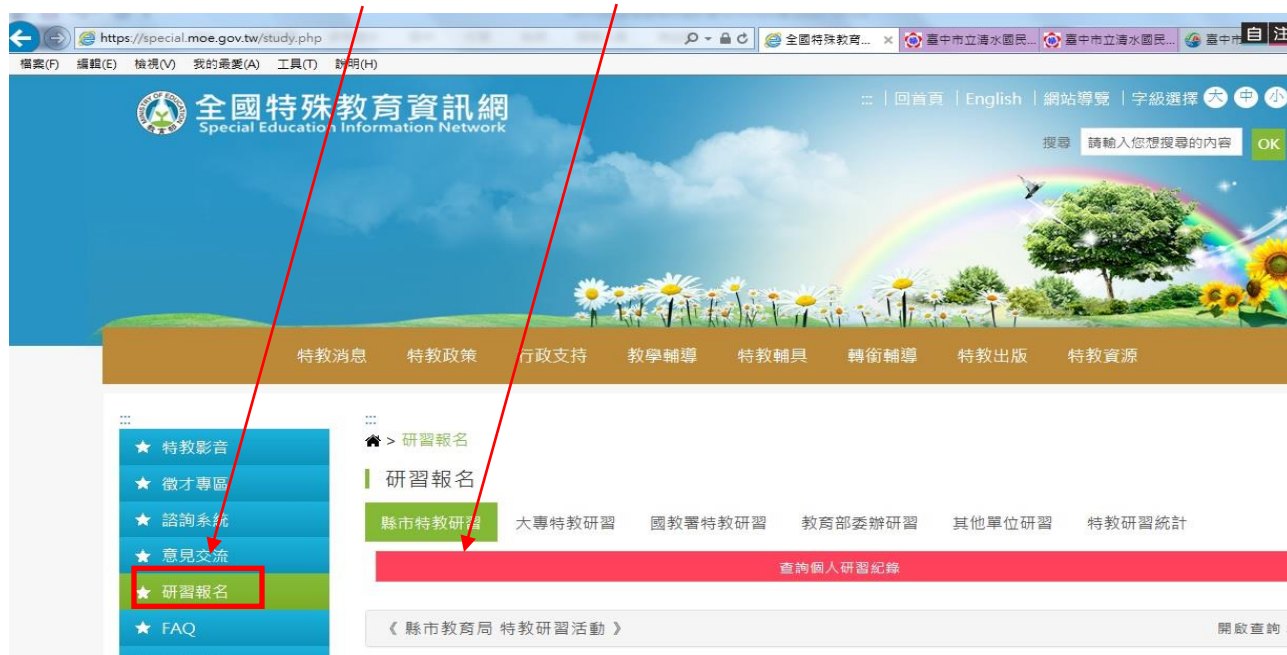 https://special.moe.gov.tw/study.php
全國特殊教育...
臺中市立清水國民...
臺中市立清水國民...
臺中市
自 注
檔案(F) 編輯(E) 檢視(V) 我的最愛(A) 工具(T) 說明(H)
MINISTRY OF EDUCATION
教育部
全國特殊教育資訊網
Special Education Information Network
::: | 回首頁 | English | 網站導覽 | 字級選擇 大 中 小
搜尋 請輸入您想搜尋的內容 OK
特教消息 特教政策 行政支持 教學輔導 特教輔具 轉銜輔導 特教出版 特教資源
:::
★ 特教影音
★ 徵才專區
★ 諮詢系統
★ 意見交流
★ 研習報名
★ FAQ
:::
> 研習報名
研習報名
縣市特教研習 大專特教研習 國教署特教研習 教育部委辦研習 其他單位研習 特教研習統計
查詢個人研習紀錄
《 縣市教育局 特教研習活動 》 開啟查詢